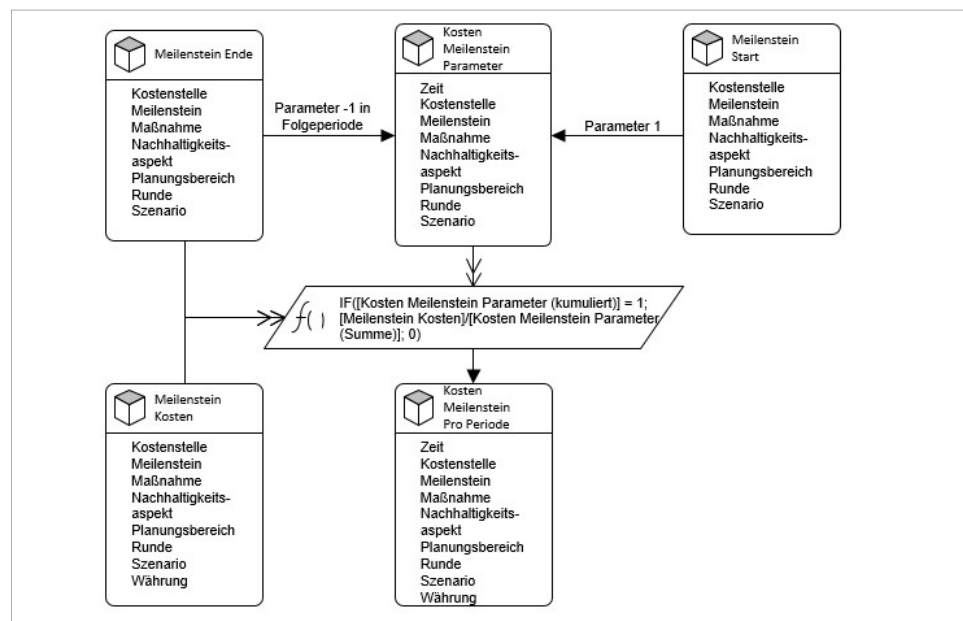 Meilenstein Ende
Kostenstelle
Meilenstein
Maßnahme
Nachhaltigkeits-
aspekt
Planungsbereich
Runde
Szenario
Parameter -1 in
Folgeperiode
Kosten
Meilenstein
Parameter
Zeit
Kostenstelle
Meilenstein
Maßnahme
Nachhaltigkeits-
aspekt
Planungsbereich
Runde
Szenario
Parameter 1
Meilenstein
Start
Kostenstelle
Meilenstein
Maßnahme
Nachhaltigkeits-
aspekt
Planungsbereich
Runde
Szenario
f()
IF([Kosten Meilenstein Parameter (kumuliert)] = 1;
[Meilenstein Kosten]/[Kosten Meilenstein Parameter
(Summe)]; 0)
Meilenstein
Kosten
Kostenstelle
Meilenstein
Maßnahme
Nachhaltigkeits-
aspekt
Planungsbereich
Runde
Szenario
Währung
Kosten
Meilenstein
Pro Periode
Zeit
Kostenstelle
Meilenstein
Maßnahme
Nachhaltigkeits-
aspekt
Planungsbereich
Runde
Szenario
Währung